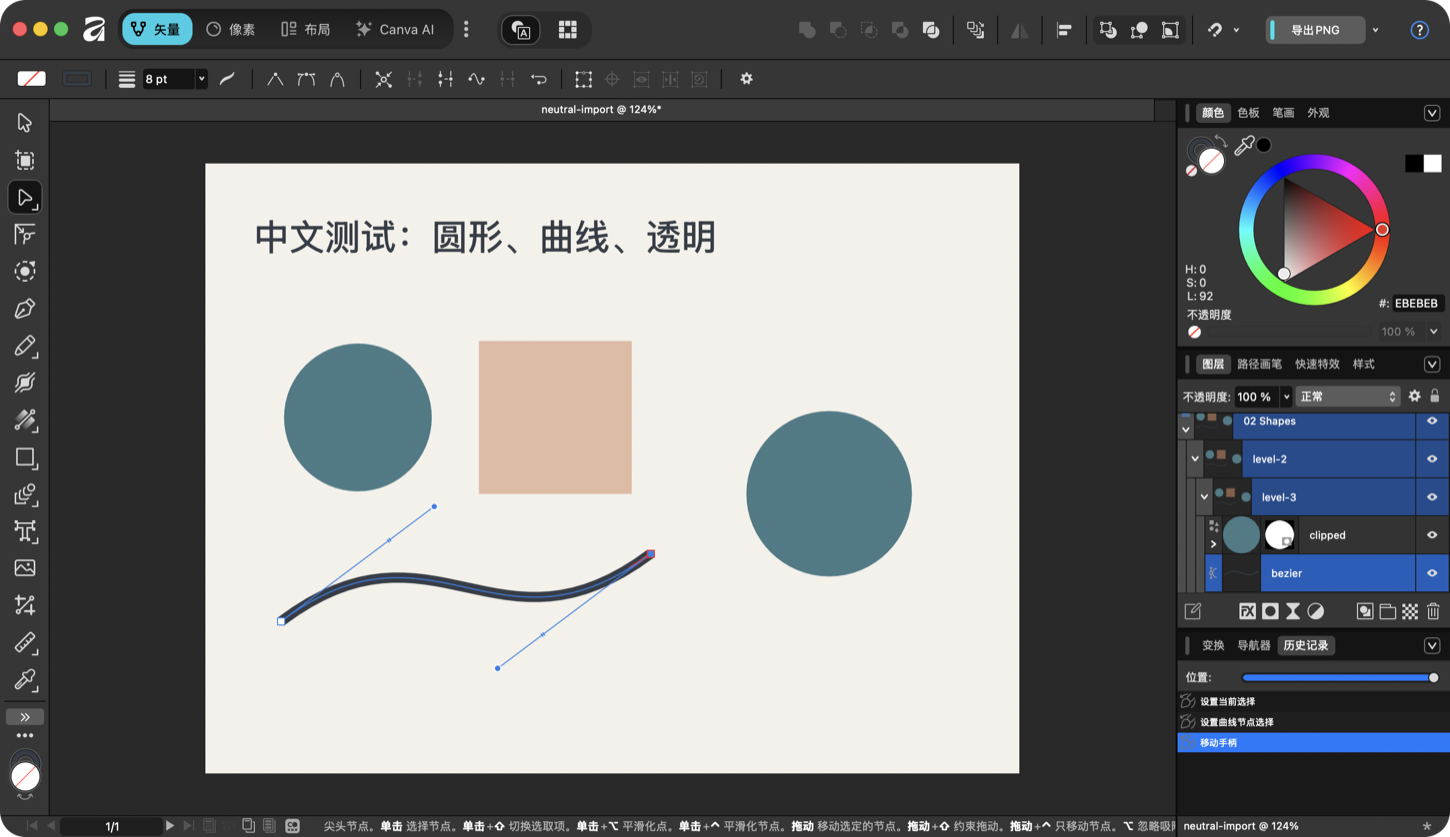 矢量
像素
布局
Canva AI
导出PNG
8 pt
neutral-import @ 124%*
中文测试：圆形、曲线、透明
颜色 色板 笔画 外观
H: 0
S: 0
L: 92
#: EBEBEB
不透明度
100 %
图层 路径画笔 快速特效 样式
不透明度: 100 % 正常
02 Shapes
level-2
level-3
clipped
bezier
变换 导航器 历史记录
位置:
设置当前选择
设置曲线节点选择
移动手柄
1/1
尖头节点。单击 选择节点。单击+⇧ 切换选取项。单击+⌥ 平滑化点。单击+^ 平滑化节点。拖动 移动选定的节点。拖动+⇧ 约束拖动。拖动+^ 只移动节点。⌥ 忽略吸
neutral-import @ 124%